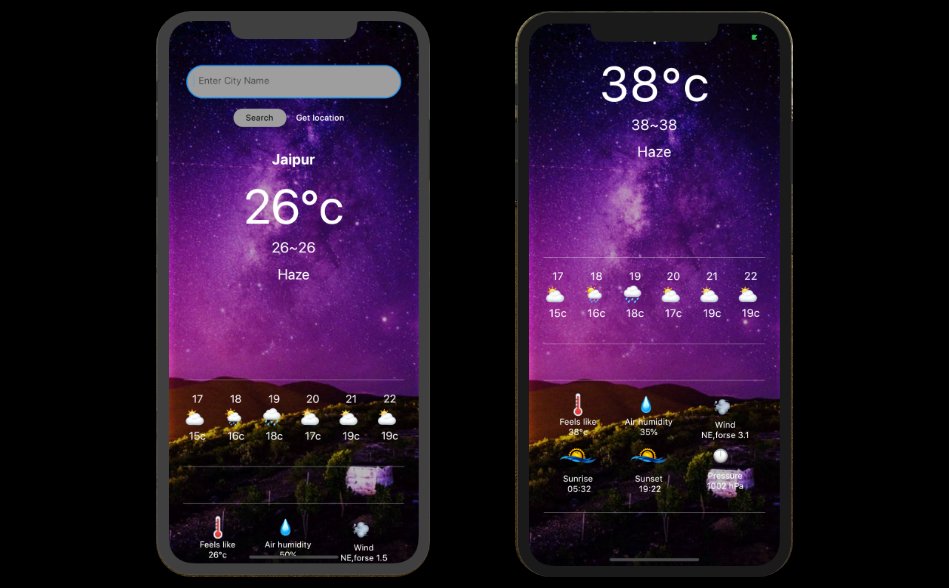 Enter City Name
Search Get location
Jaipur
26°c
26~26
Haze
17 18 19 20 21 22
15c 16c 18c 17c 19c 19c
Feels like Air humidity Wind
26°c 50% NE,forse 1.5
38°c
38~38
Haze
17 18 19 20 21 22
15c 16c 18c 17c 19c 19c
Feels like Air humidity Wind
38°c 35% NE,forse 3.1
Sunrise Sunset Pressure
05:32 19:22 1002 hPa